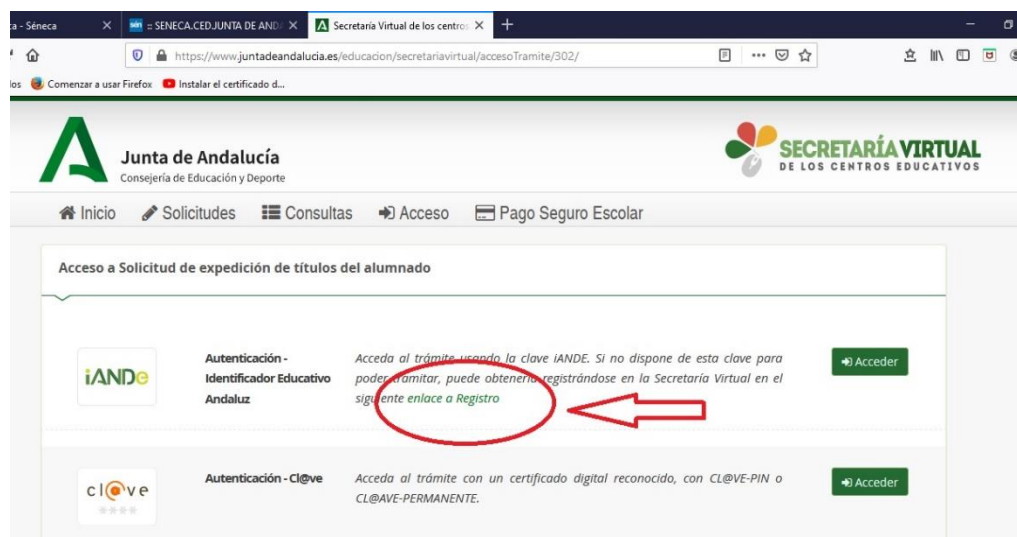 ca - Séneca
:: SENECA.CED.JUNTA DE AND
Secretaría Virtual de los centros
https://www.juntadeandalucia.es/educacion/secretariavirtual/accesoTramite/302/
Comenzar a usar Firefox
Instalar el certificado d...
Junta de Andalucía
Consejería de Educación y Deporte
SECRETARÍA VIRTUAL
DE LOS CENTROS EDUCATIVOS
Inicio Solicitudes Consultas Acceso Pago Seguro Escolar
Acceso a Solicitud de expedición de títulos del alumnado
iANDe
Autenticación -
Identificador Educativo
Andaluz
Acceda al trámite usando la clave iANDE. Si no dispone de esta clave para
poder tramitar, puede obtenerla registrándose en la Secretaría Virtual en el
siguiente enlace a Registro
Acceder
cl@ve
****
Autenticación - Cl@ve
Acceda al trámite con un certificado digital reconocido, con CL@VE-PIN o
CL@AVE-PERMANENTE.
Acceder